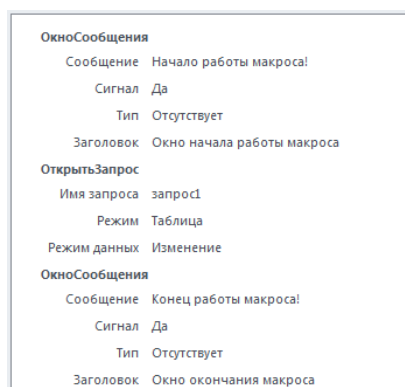 ОкноСообщения
Сообщение Начало работы макроса!
Сигнал Да
Тип Отсутствует
Заголовок Окно начала работы макроса
ОткрытьЗапрос
Имя запроса запрос1
Режим Таблица
Режим данных Изменение
ОкноСообщения
Сообщение Конец работы макроса!
Сигнал Да
Тип Отсутствует
Заголовок Окно окончания макроса